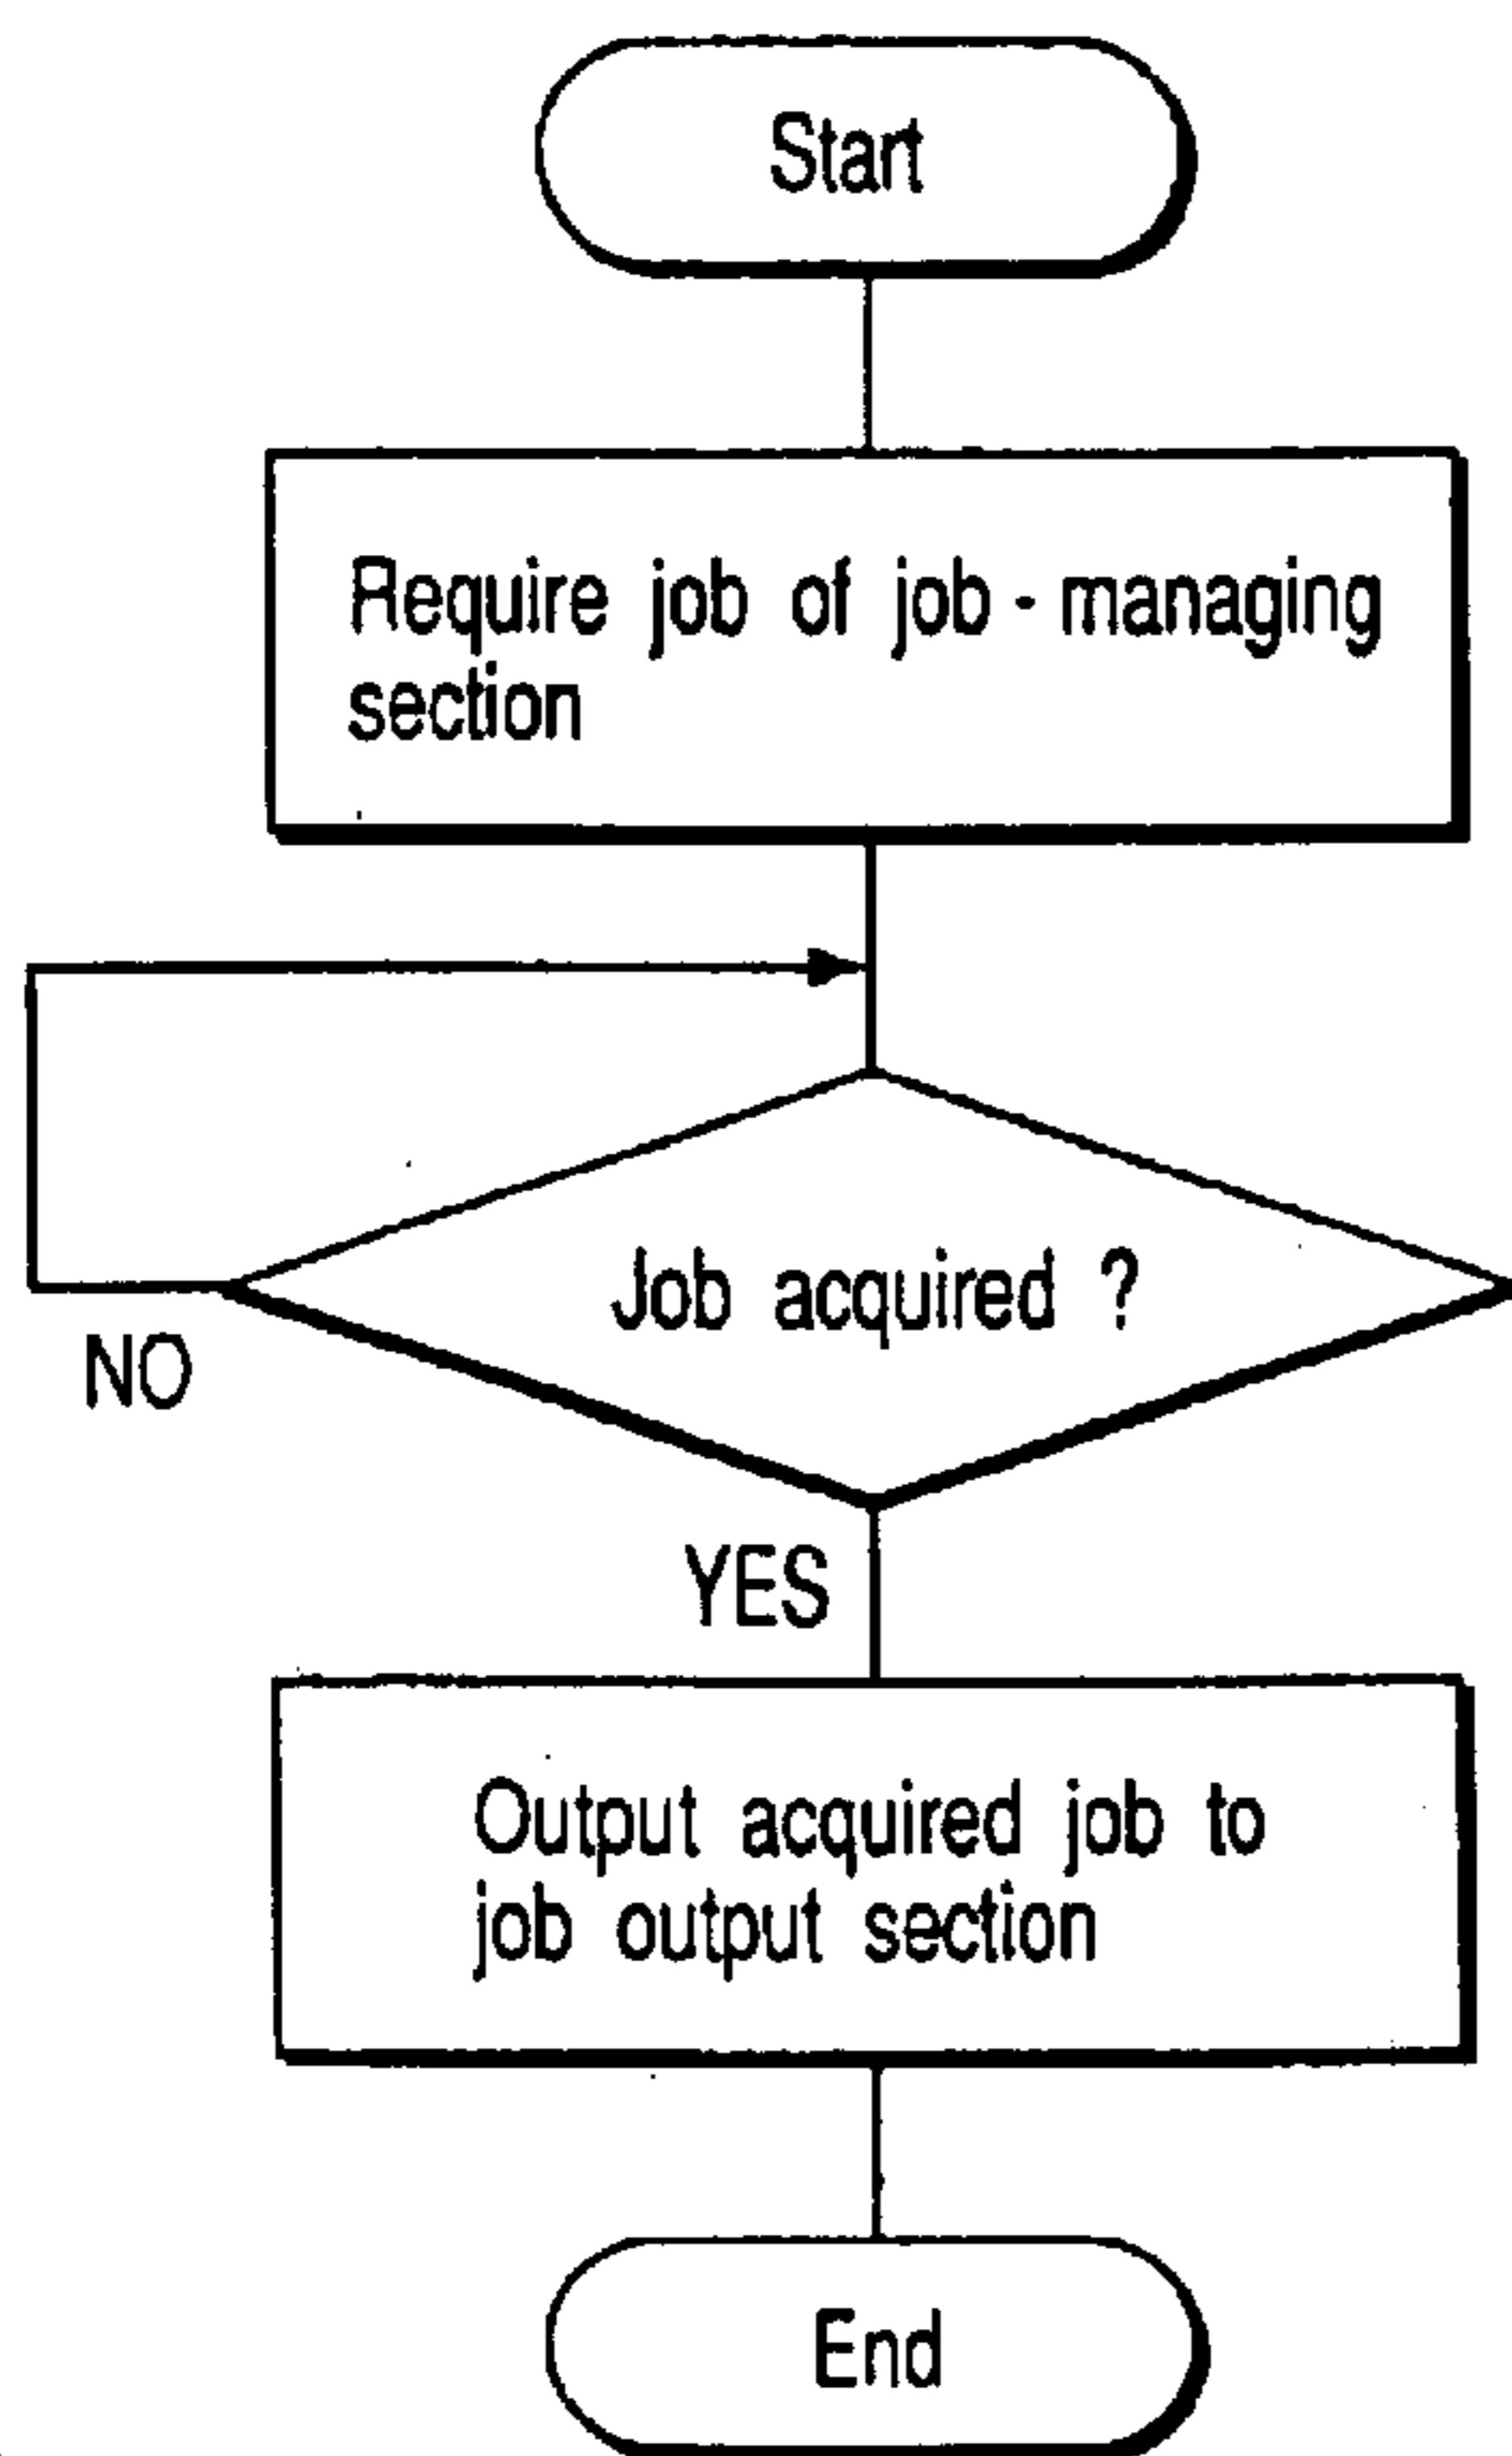 Start
Require job of job - managing
section
Job acquired ?
NO
YES
Output acquired job to
job output section
End